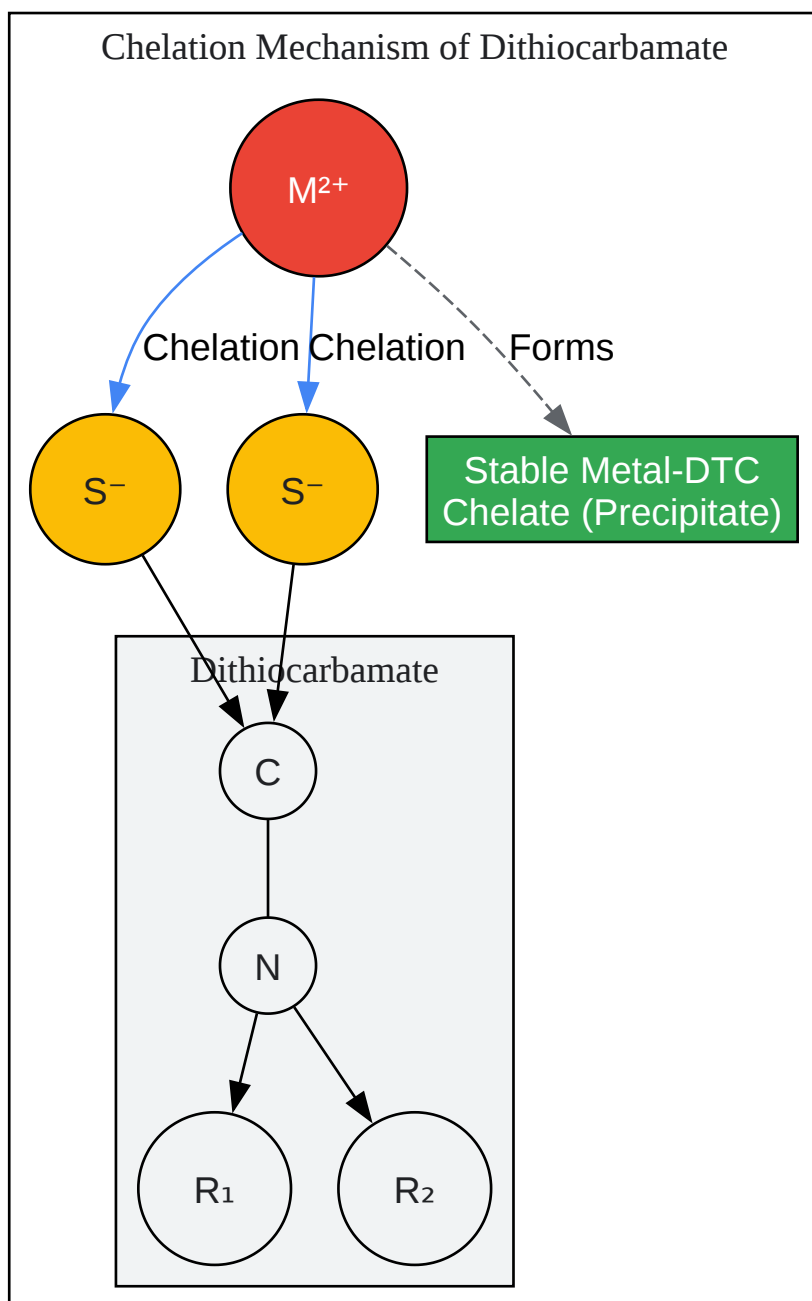 Chelation Mechanism of Dithiocarbamate
M²⁺
Chelation
Chelation
Forms
S⁻
S⁻
Stable Metal-DTC
Chelate (Precipitate)
Dithiocarbamate
C
N
R₁
R₂